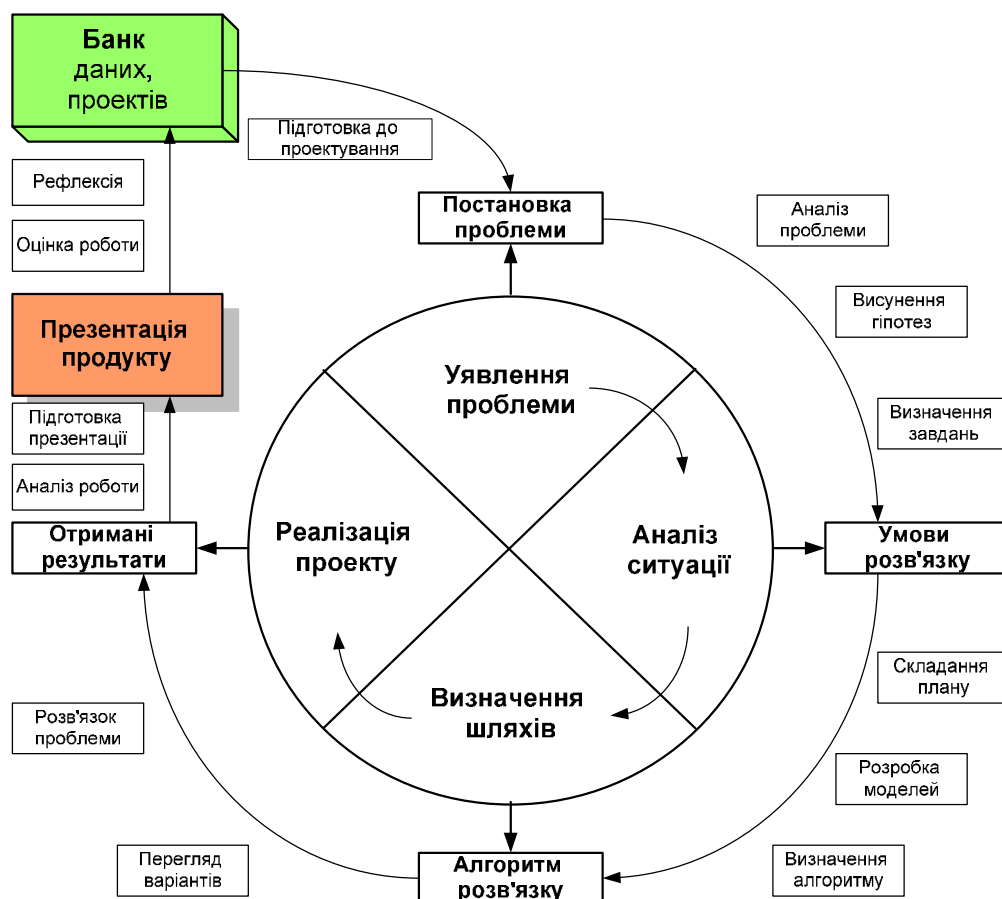 Банк
даних,
проектів
Підготовка до
проектування
Рефлексія
Оцінка роботи
Постановка
проблеми
Аналіз
проблеми
Висунення
гіпотез
Презентація
продукту
Уявлення
проблеми
Підготовка
презентації
Визначення
завдань
Аналіз роботи
Отримані
результати
Реалізація
проекту
Аналіз
ситуації
Умови
розв'язку
Складання
плану
Визначення
шляхів
Розв'язок
проблеми
Розробка
моделей
Перегляд
варіантів
Алгоритм
розв'язку
Визначення
алгоритму